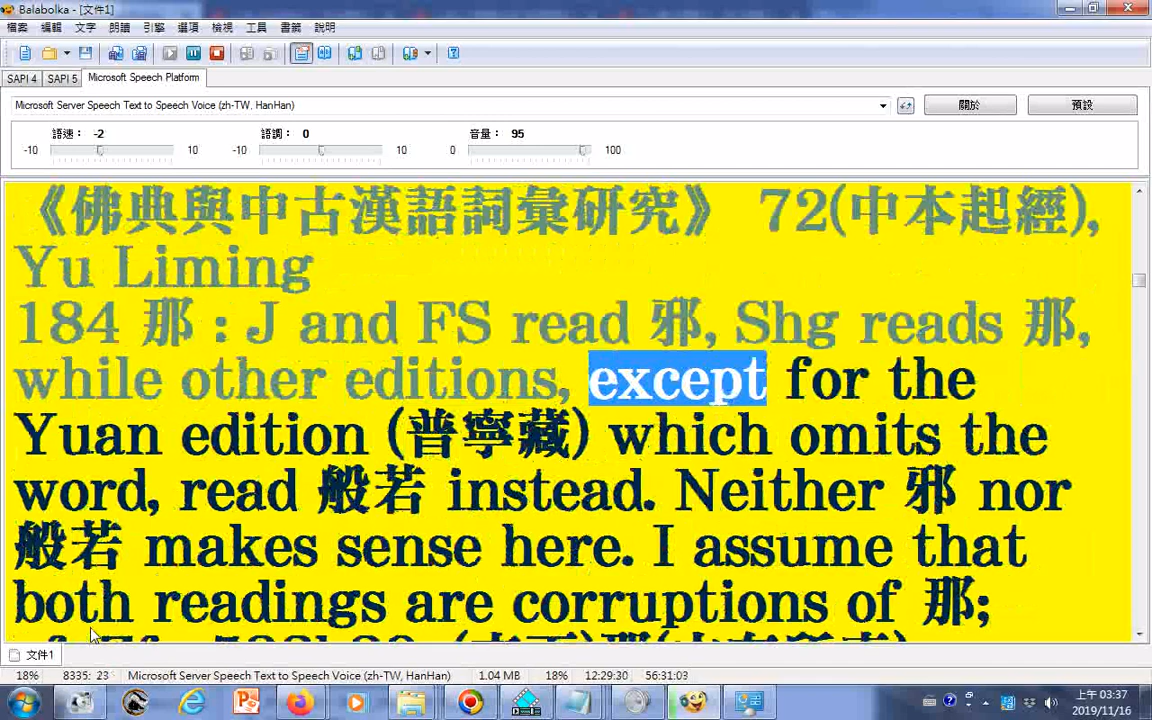 Balabolka - [文件1]
檔案 編輯 文字 朗讀 引擎 選項 檢視 工具 書籤 說明
SAPI 4 SAPI 5 Microsoft Speech Platform
Microsoft Server Speech Text to Speech Voice (zh-TW, HanHan) 關於 預設
語速： -2 語調： 0 音量： 95
-10 10 -10 10 0 100
《佛典與中古漢語詞彙研究》 72(中本起經),
Yu Liming
184 那 : J and FS read 邪, Shg reads 那,
while other editions, except for the
Yuan edition (普寧藏) which omits the
word, read 般若 instead. Neither 邪 nor
般若 makes sense here. I assume that
both readings are corruptions of 那;
文件1
18% 8335: 23 Microsoft Server Speech Text to Speech Voice (zh-TW, HanHan) 1.04 MB 18% 12:29:30 56:31:03
上午 03:37
2019/11/16